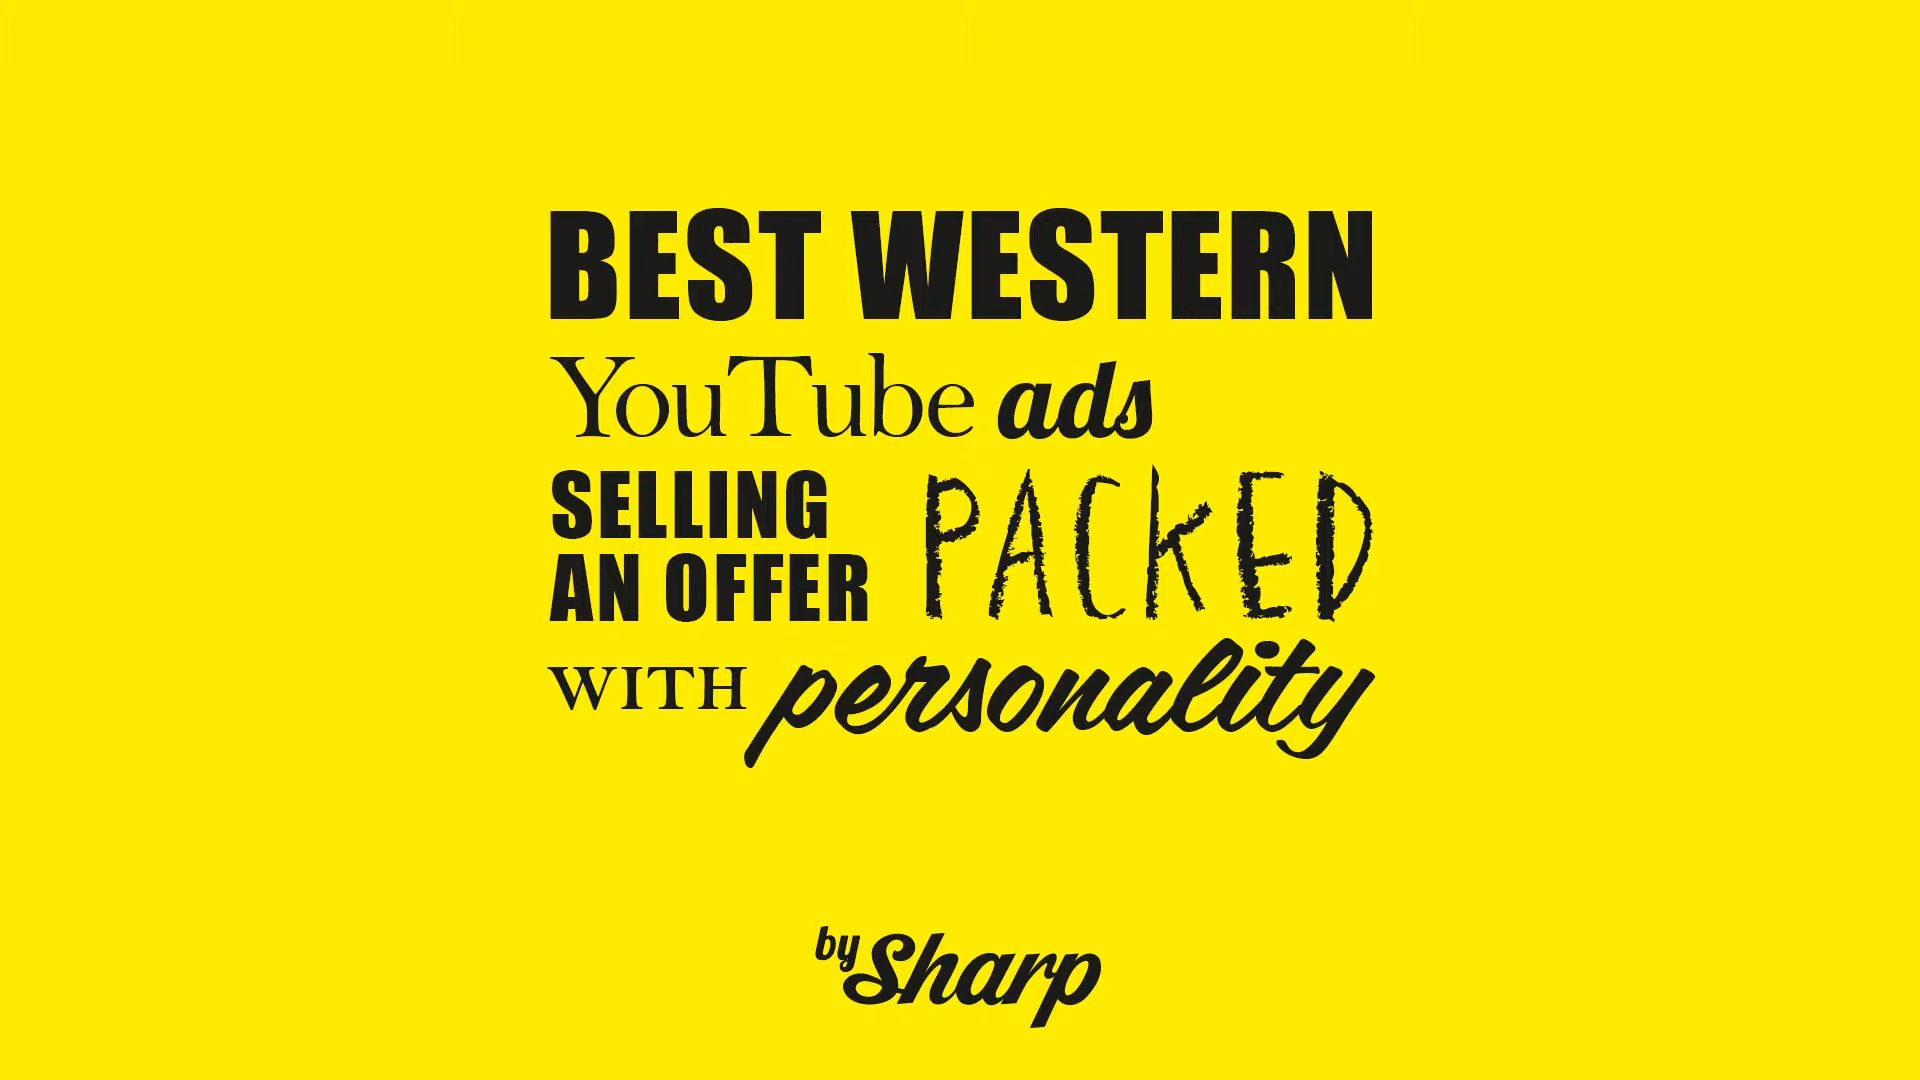 BEST WESTERN
YouTube ads
SELLING
AN OFFER PACKED
WITH personality
by Sharp